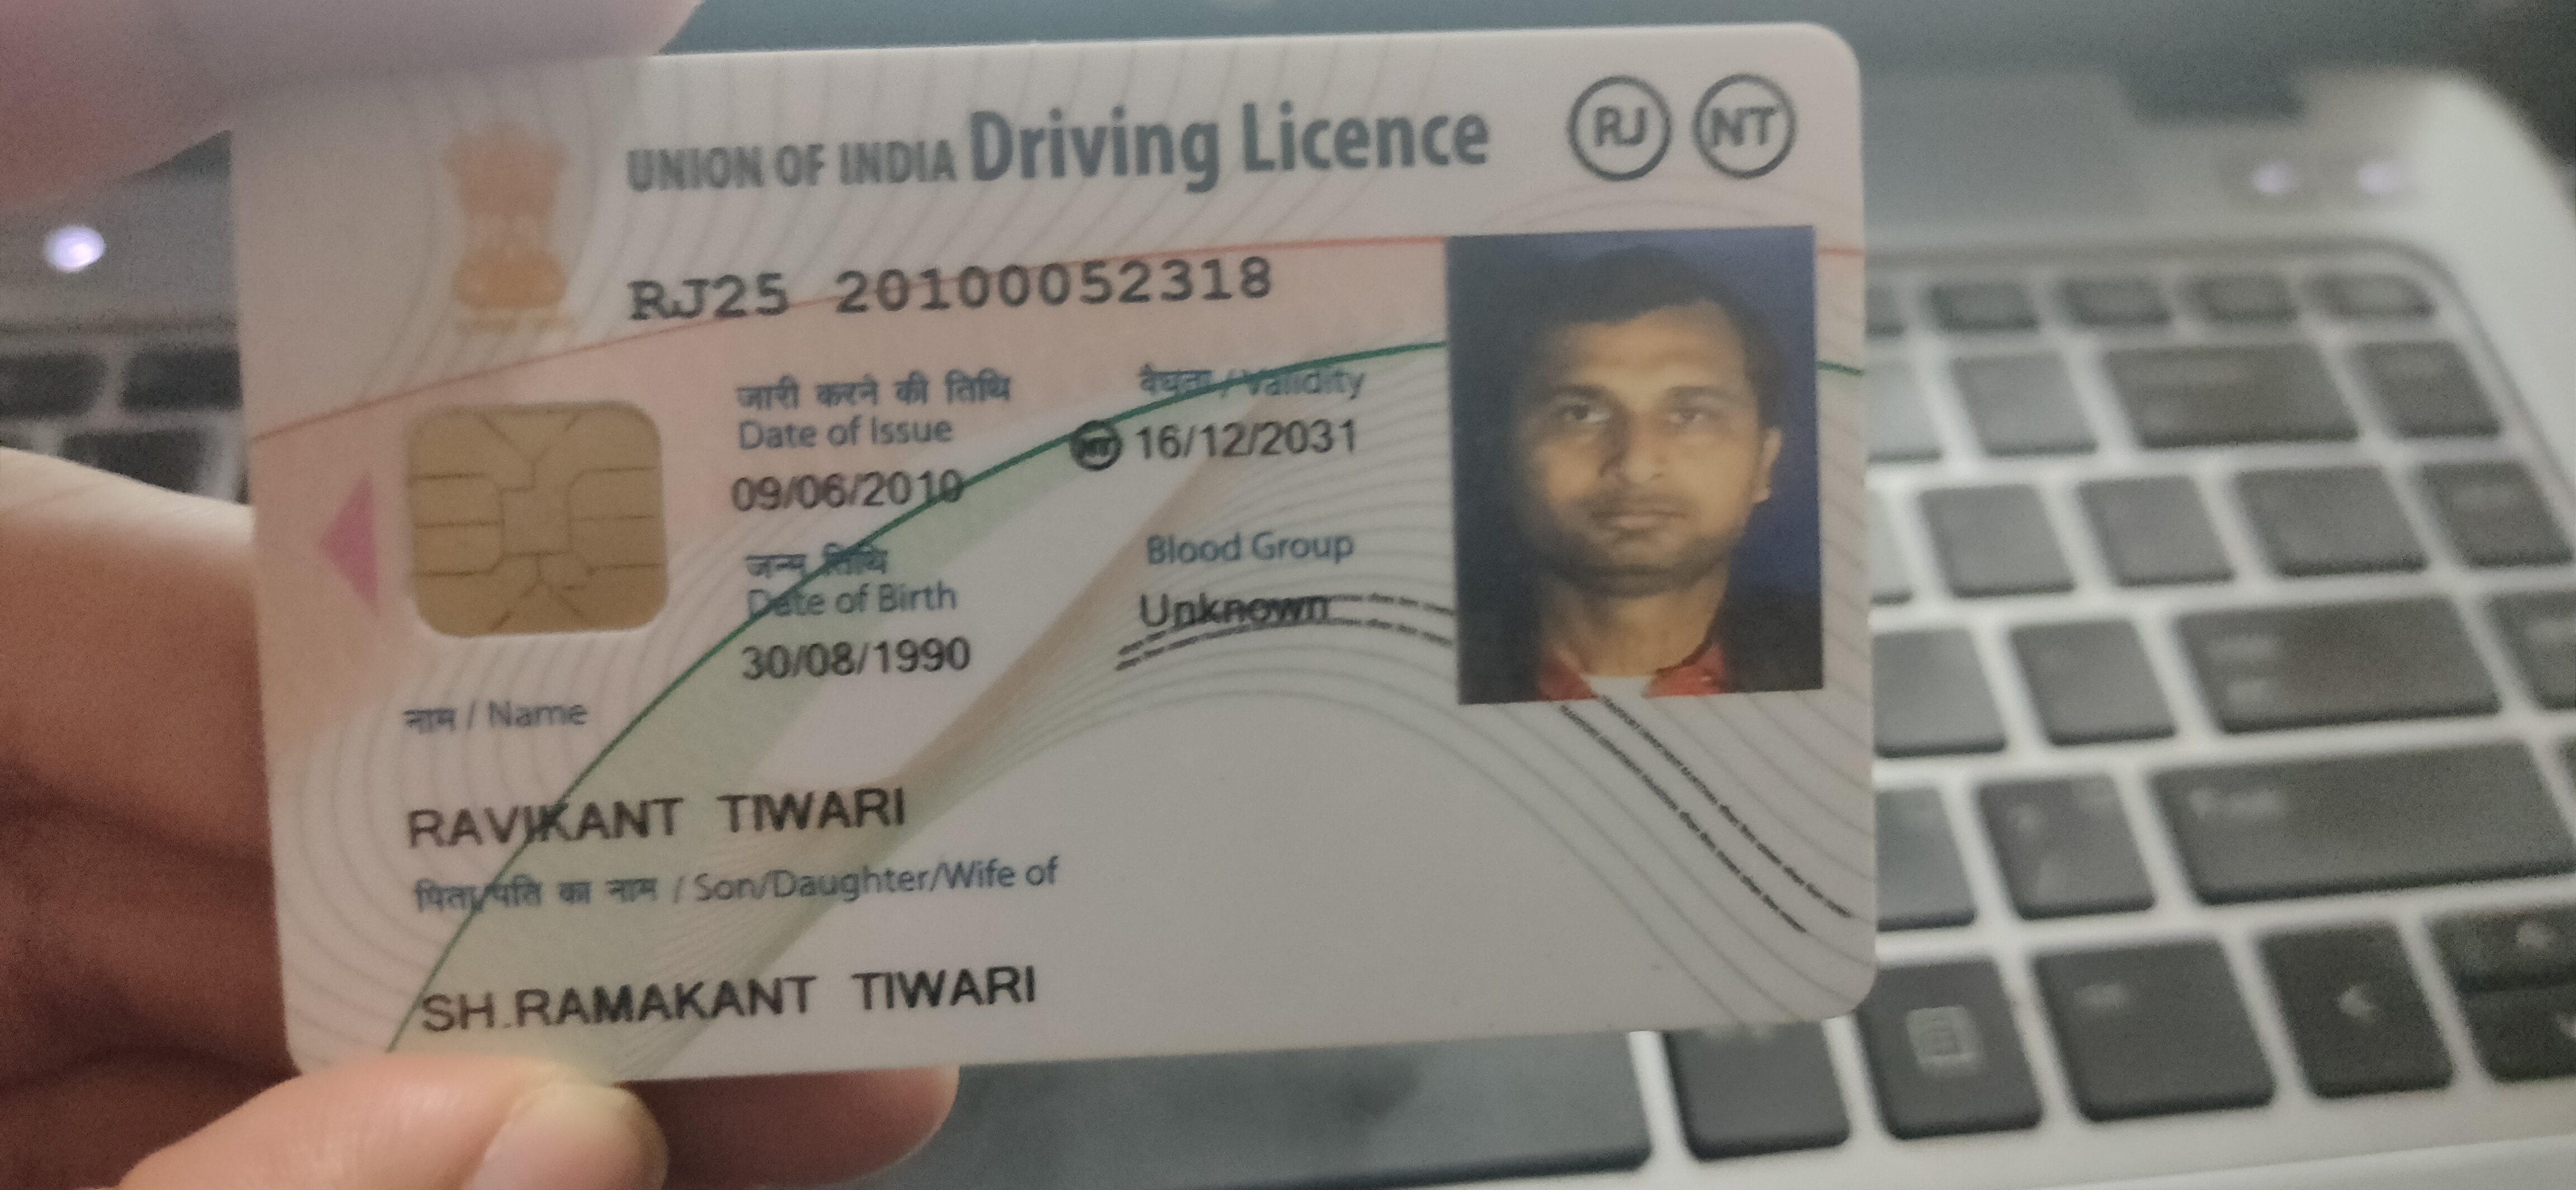 UNION OF INDIA Driving Licence RJ NT
RJ25 20100052318
जारी करने की तिथि वैधता / Validity
Date of Issue
NT 16/12/2031
09/06/2010
जन्म तिथि Blood Group
Date of Birth
Unknown
30/08/1990
नाम / Name
RAVIKANT TIWARI
पिता/पति का नाम / Son/Daughter/Wife of
SH.RAMAKANT TIWARI